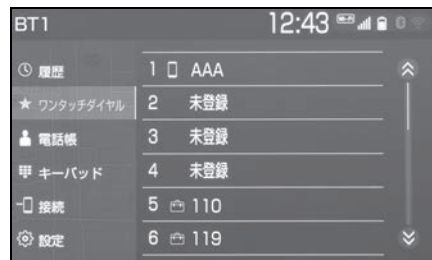 BT1 12:43
履歴
ワンタッチダイヤル
電話帳
キーパッド
接続
設定
1 AAA
2 未登録
3 未登録
4 未登録
5 110
6 119